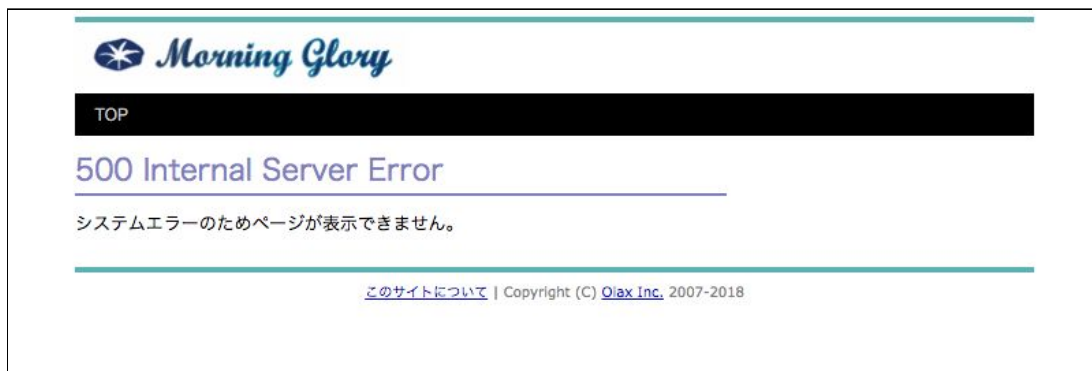 Morning Glory
TOP
500 Internal Server Error
システムエラーのためページが表示できません。
このサイトについて | Copyright (C) Olax Inc. 2007-2018